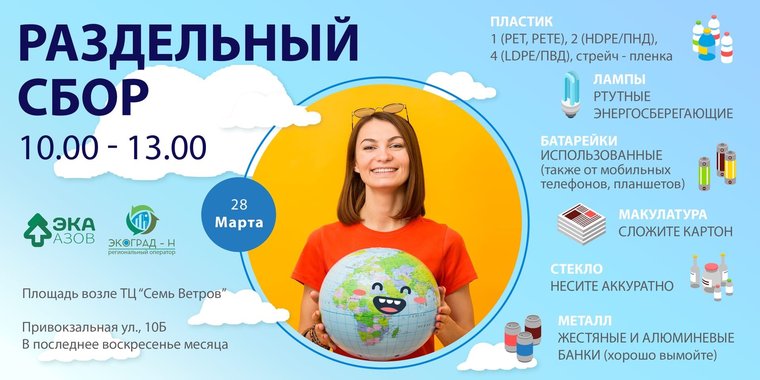 РАЗДЕЛЬНЫЙ
СБОР
10.00 - 13.00
28
Марта
ЭКА
АЗОВ
ЭКОГРАД - Н
региональный оператор
Площадь возле ТЦ "Семь Ветров"
Привокзальная ул., 10Б
В последнее воскресенье месяца
ПЛАСТИК
1 (PET, PETE), 2 (HDPE/ПНД),
4 (LDPE/ПВД), стрейч - пленка
ЛАМПЫ
РТУТНЫЕ
ЭНЕРГОСБЕРЕГАЮЩИЕ
БАТАРЕЙКИ
ИСПОЛЬЗОВАННЫЕ
(также от мобильных
телефонов, планшетов)
МАКУЛАТУРА
СЛОЖИТЕ КАРТОН
СТЕКЛО
НЕСИТЕ АККУРАТНО
МЕТАЛЛ
ЖЕСТЯНЫЕ И АЛЮМИНЕВЫЕ
БАНКИ (хорошо вымойте)